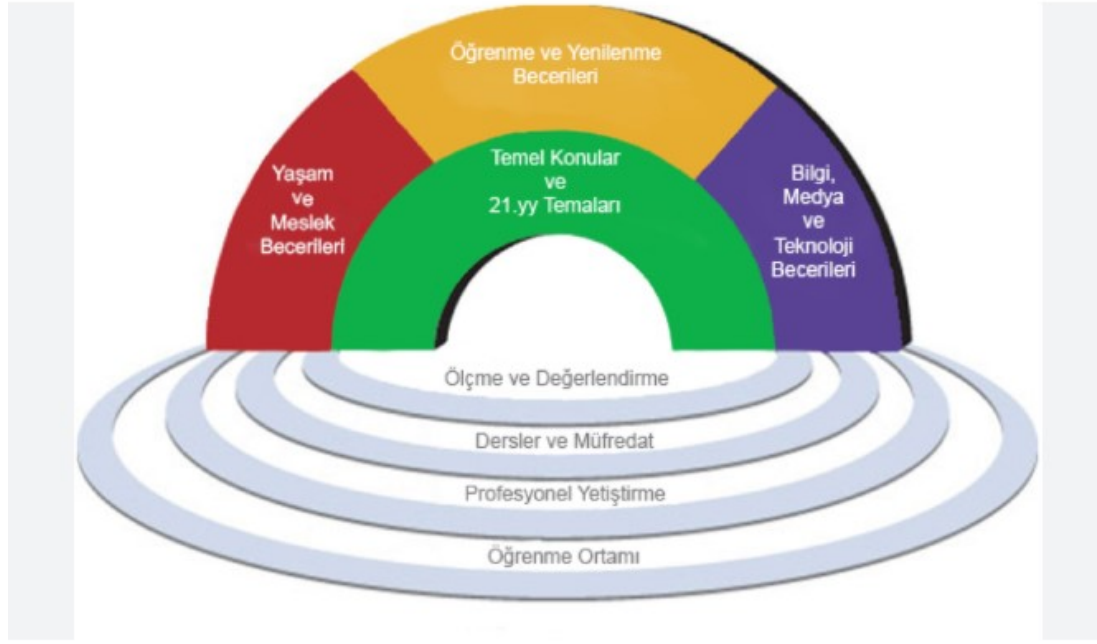 Öğrenme ve Yenilenme
Becerileri
Yaşam
ve
Meslek
Becerileri
Temel Konular
ve
21.yy Temaları
Bilgi,
Medya
ve
Teknoloji
Becerileri
Ölçme ve Değerlendirme
Dersler ve Müfredat
Profesyonel Yetiştirme
Öğrenme Ortamı